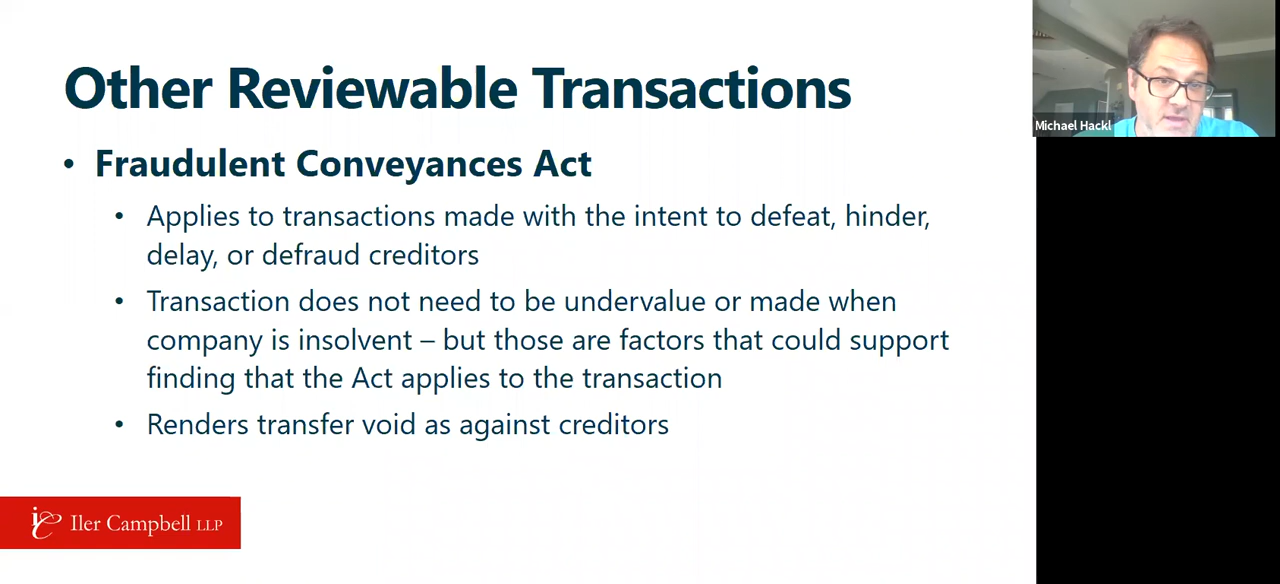 Other Reviewable Transactions
• Fraudulent Conveyances Act
• Applies to transactions made with the intent to defeat, hinder,
delay, or defraud creditors
• Transaction does not need to be undervalue or made when
company is insolvent – but those are factors that could support
finding that the Act applies to the transaction
• Renders transfer void as against creditors
ic Iler Campbell LLP
Michael Hackl